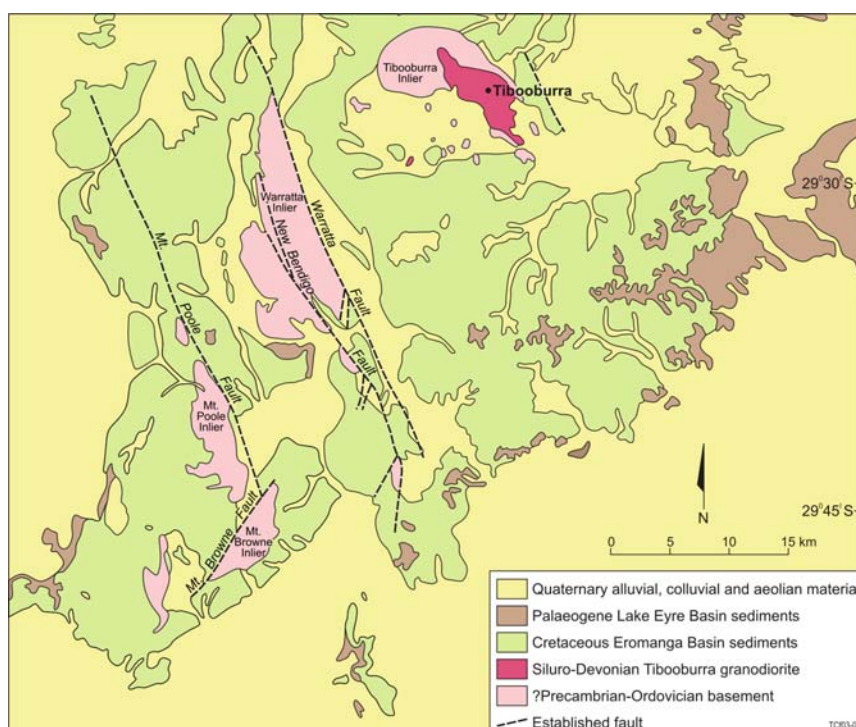 Tibooburra
Inlier
Tibooburra
29°30' S
Warratta
Inlier
Warratta
Fault
New
Bendigo
Fault
Mt.
Poole
Fault
Mt.
Poole
Inlier
Mt.
Browne
Fault
Mt.
Browne
Inlier
29°45' S
N
0 5 10 15 km
Quaternary alluvial, colluvial and aeolian material
Palaeogene Lake Eyre Basin sediments
Cretaceous Eromanga Basin sediments
Siluro-Devonian Tibooburra granodiorite
?Precambrian-Ordovician basement
Established fault